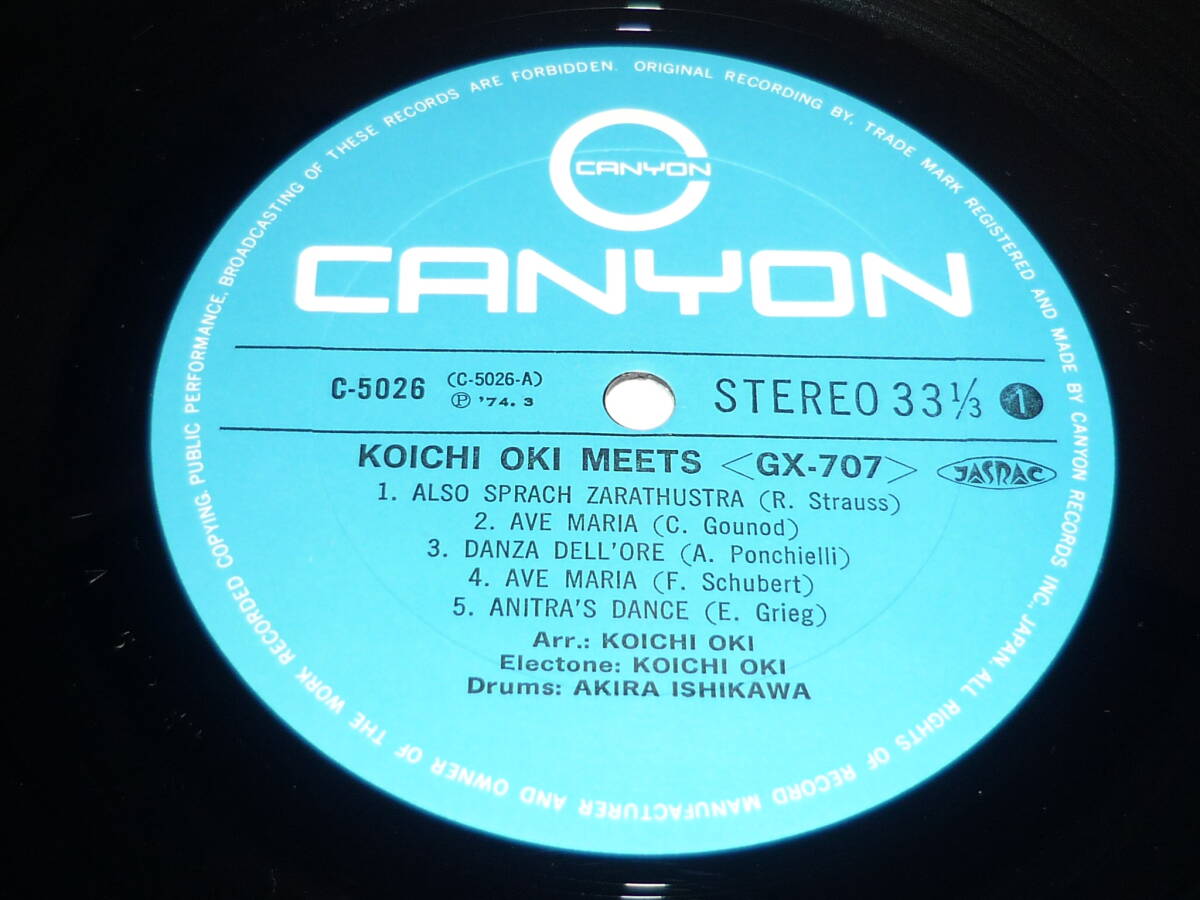 CANYON
CANYON
C-5026 (C-5026-A)
Ⓟ '74.3
STEREO 33 1/3 1
KOICHI OKI MEETS <GX-707> JASRAC
1. ALSO SPRACH ZARATHUSTRA (R. Strauss)
2. AVE MARIA (C. Gounod)
3. DANZA DELL'ORE (A. Ponchielli)
4. AVE MARIA (F. Schubert)
5. ANITRA'S DANCE (E. Grieg)
Arr.: KOICHI OKI
Electone: KOICHI OKI
Drums: AKIRA ISHIKAWA
ORIGINAL RECORDING BY, TRADE MARK REGISTERED AND MADE BY CANYON RECORDS INC., JAPAN. ALL RIGHTS OF RECORD MANUFACTURER AND OWNER OF THE WORK RECORDED COPYING, PUBLIC PERFORMANCE, BROADCASTING OF THESE RECORDS ARE FORBIDDEN.